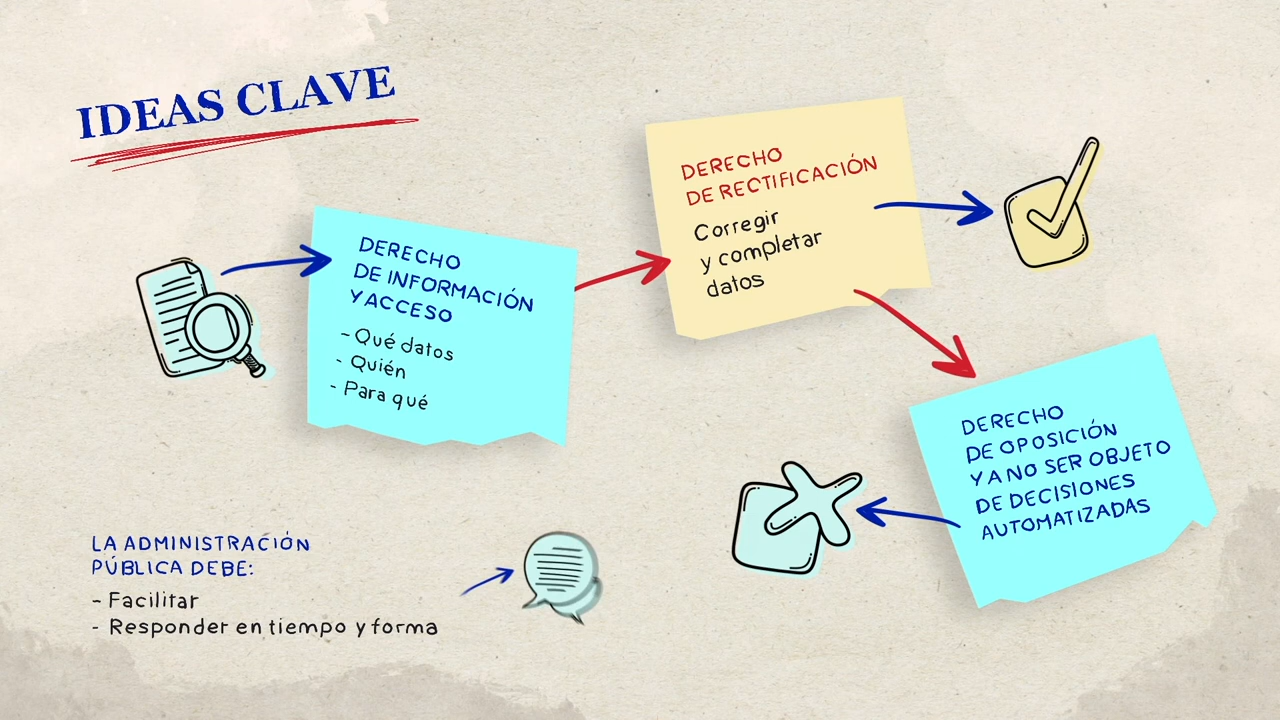 IDEAS CLAVE
DERECHO
DE INFORMACIÓN
Y ACCESO
- Qué datos
- Quién
- Para qué
DERECHO
DE RECTIFICACIÓN
Corregir
y completar
datos
DERECHO
DE OPOSICIÓN
Y A NO SER OBJETO
DE DECISIONES
AUTOMATIZADAS
LA ADMINISTRACIÓN
PÚBLICA DEBE:
- Facilitar
- Responder en tiempo y forma